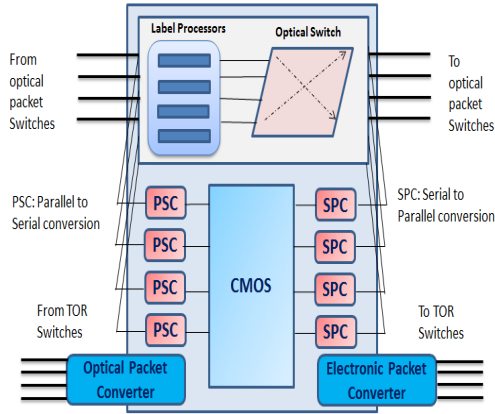 Label Processors
Optical Switch
From
optical
packet
Switches
To
optical
packet
Switches
PSC: Parallel to
Serial conversion
SPC: Serial to
Parallel conversion
PSC
PSC
PSC
PSC
CMOS
SPC
SPC
SPC
SPC
From TOR
Switches
To TOR
Switches
Optical Packet
Converter
Electronic Packet
Converter